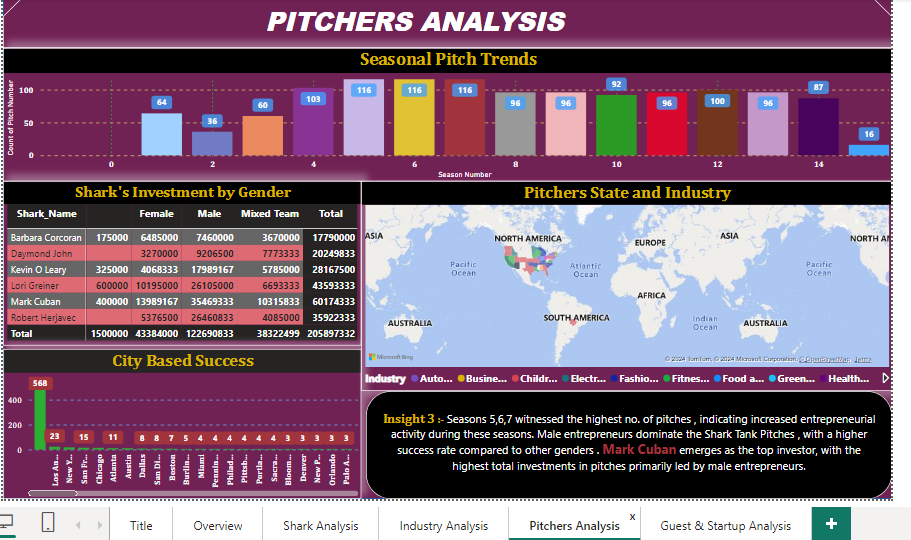 PITCHERS ANALYSIS
Seasonal Pitch Trends
Count of Pitch Number
100
50
0
64
36
60
103
116
116
116
96
96
92
96
100
96
87
16
0 2 4 6 8 10 12 14
Season Number
Shark's Investment by Gender
Shark_Name Female Male Mixed Team Total
Barbara Corcoran 175000 6485000 7460000 3670000 17790000
Daymond John 3270000 9206500 7773333 20249833
Kevin O Leary 325000 4068333 17989167 5785000 28167500
Lori Greiner 600000 10195000 26105000 6693333 43593333
Mark Cuban 400000 13989167 35469333 10315833 60174333
Robert Herjavec 5376500 26460833 4085000 35922333
Total 1500000 43384000 122690833 38322499 205897332
Pitchers State and Industry
ASIA
NORTH AMERICA
EUROPE
ASIA
NORTH AM
Pacific
Ocean
Atlantic
Ocean
Pacific
Ocean
AFRICA
SOUTH AMERICA
Indian
Ocean
AUSTRALIA
AUSTRALIA
Microsoft Bing
© 2024 TomTom, © 2024 Microsoft Corporation, © OpenStreetMap Terms
Industry Auto... Busine... Childr... Electr... Fashio... Fitnes... Food a... Green... Health...
City Based Success
400
200
0
568 23 15 11 8 8 7 5 4 4 4 4 4 4 3 3 3 3 3
Los An...
New Y...
San Fr...
Chicago
Atlanta
Austin
Dallas
San Di...
Boston
Burlin...
Miami
Philad...
Pittsb...
Portla...
Sacra...
Bloom...
Denver
New P...
Orlando
Palo A...
Insight 3 :- Seasons 5,6,7 witnessed the highest no. of pitches , indicating increased entrepreneurial
activity during these seasons. Male entrepreneurs dominate the Shark Tank Pitches , with a higher
success rate compared to other genders . Mark Cuban emerges as the top investor, with the
highest total investments in pitches primarily led by male entrepreneurs.
Title Overview Shark Analysis Industry Analysis Pitchers Analysis x Guest & Startup Analysis +